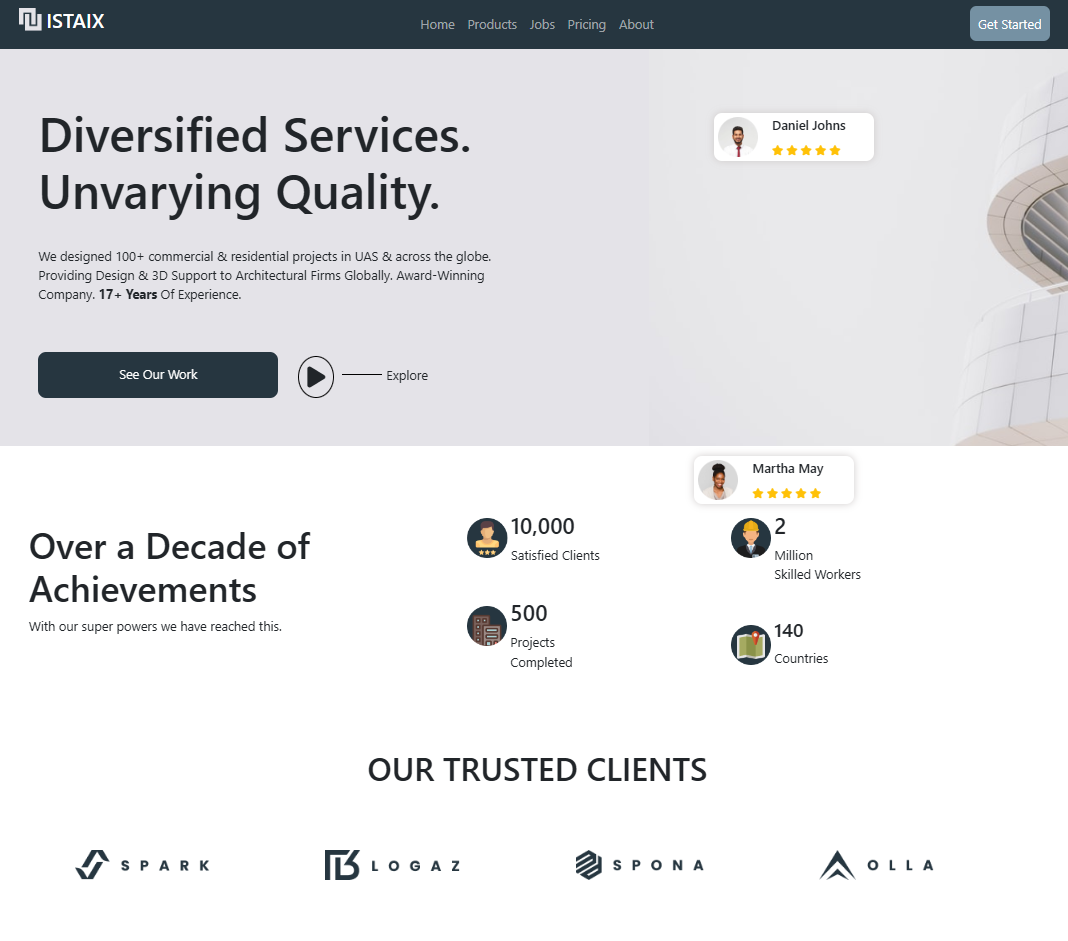 ISTAIX
Home Products Jobs Pricing About
Get Started
Diversified Services.
Unvarying Quality.
Daniel Johns
We designed 100+ commercial & residential projects in UAS & across the globe.
Providing Design & 3D Support to Architectural Firms Globally. Award-Winning
Company. 17+ Years Of Experience.
See Our Work
Explore
Martha May
Over a Decade of
Achievements
With our super powers we have reached this.
10,000
Satisfied Clients
2
Million
Skilled Workers
500
Projects
Completed
140
Countries
OUR TRUSTED CLIENTS
SPARK
LOGAZ
SPONA
OLLA